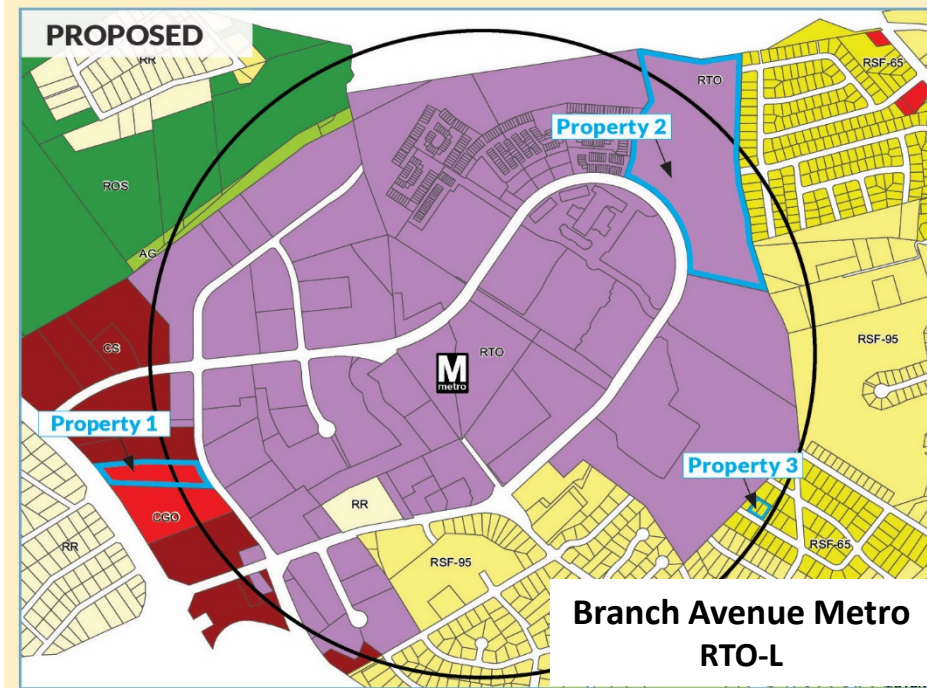 PROPOSED
RR
RTO
RSF-65
Property 2
ROS
AG
CS
RTO
M
metro
RSF-95
Property 1
Property 3
CGO
RR
RR
RSF-95
RSF-65
Branch Avenue Metro
RTO-L